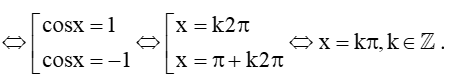 ⇔ [cosx = 1 ⇔ [x = k2π ⇔ x = kπ, k ∈ ℤ .
[cosx = −1 [x = π + k2π